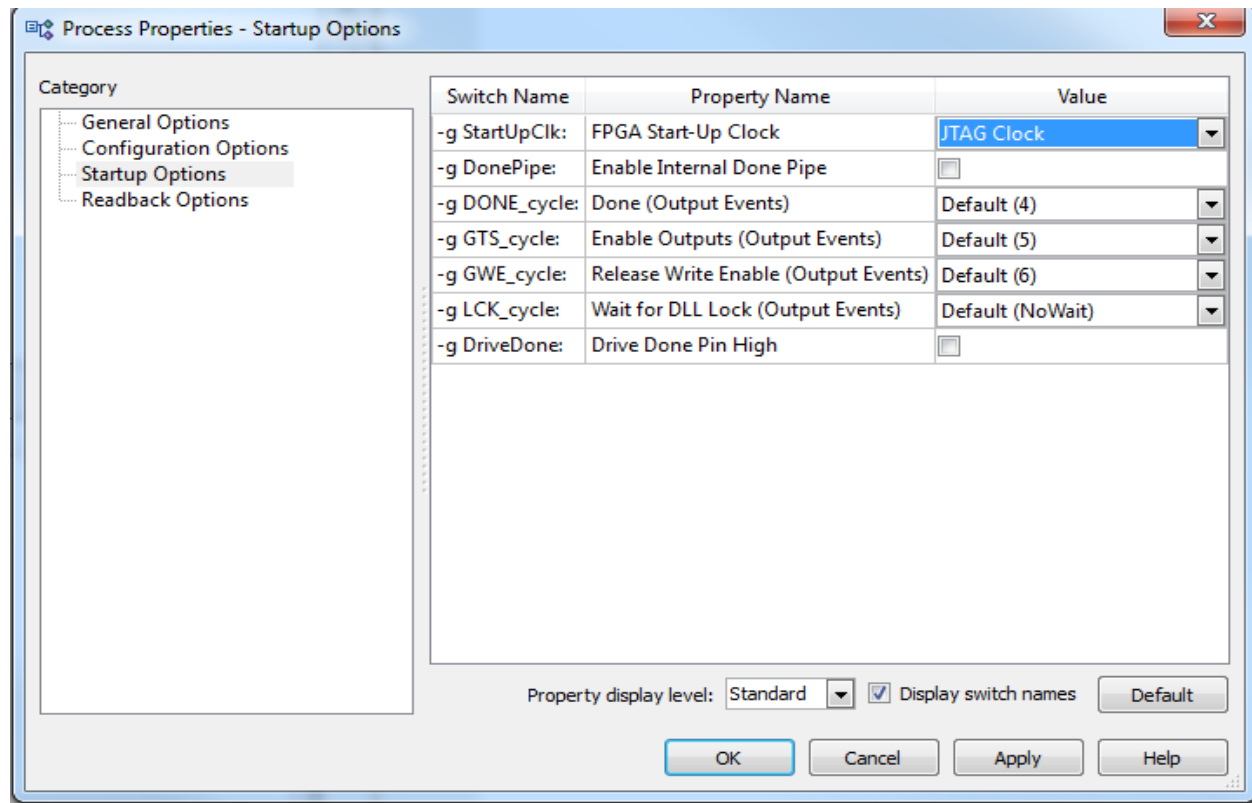 Process Properties - Startup Options
Category
General Options
Configuration Options
Startup Options
Readback Options
Switch Name Property Name Value
-g StartUpClk: FPGA Start-Up Clock JTAG Clock
-g DonePipe: Enable Internal Done Pipe
-g DONE_cycle: Done (Output Events) Default (4)
-g GTS_cycle: Enable Outputs (Output Events) Default (5)
-g GWE_cycle: Release Write Enable (Output Events) Default (6)
-g LCK_cycle: Wait for DLL Lock (Output Events) Default (NoWait)
-g DriveDone: Drive Done Pin High
Property display level: Standard Display switch names Default
OK Cancel Apply Help